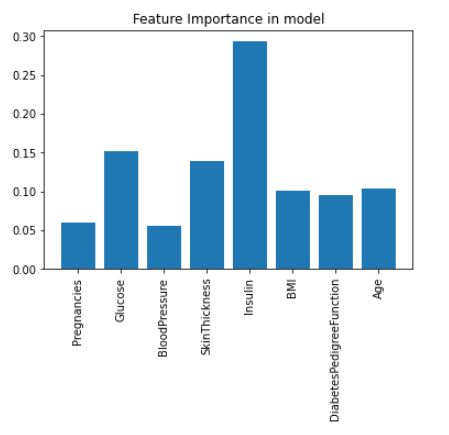 Feature Importance in model
0.30
0.25
0.20
0.15
0.10
0.05
0.00
Pregnancies
Glucose
BloodPressure
SkinThickness
Insulin
BMI
DiabetesPedigreeFunction
Age